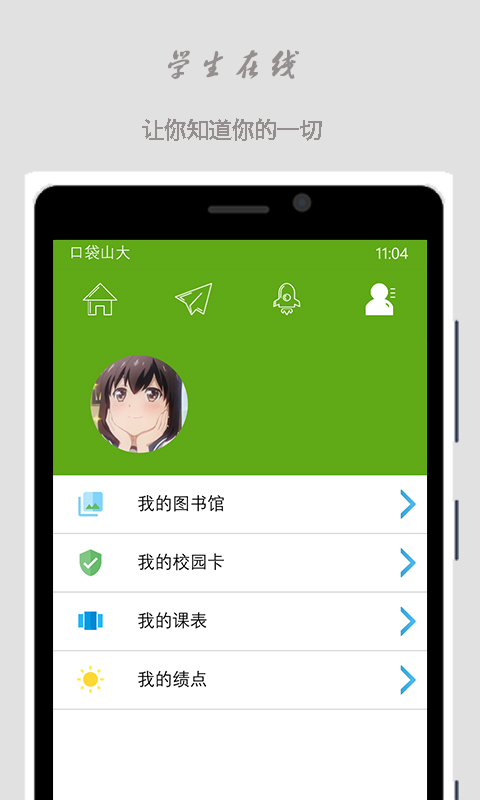 学生在线
让你知道你的一切
口袋山大 11:04
我的图书馆
我的校园卡
我的课表
我的绩点